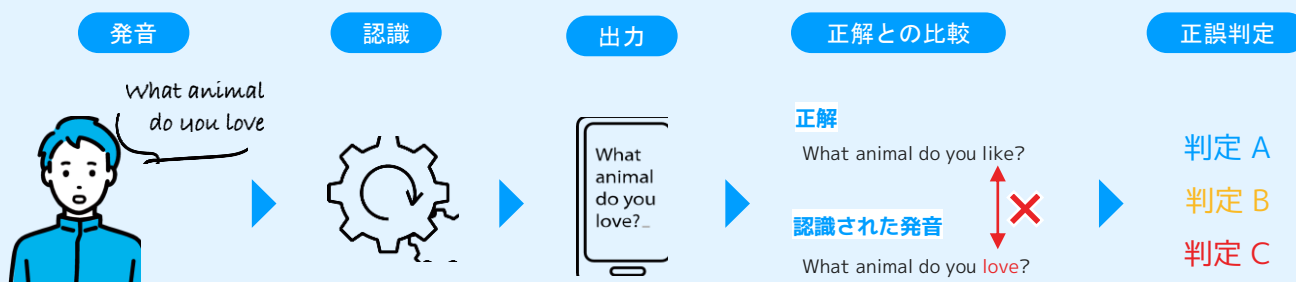 発音
認識
出力
正解との比較
正誤判定
What animal
do you love
What
animal
do you
love?_
正解
What animal do you like?
認識された発音
What animal do you love?
判定 A
判定 B
判定 C